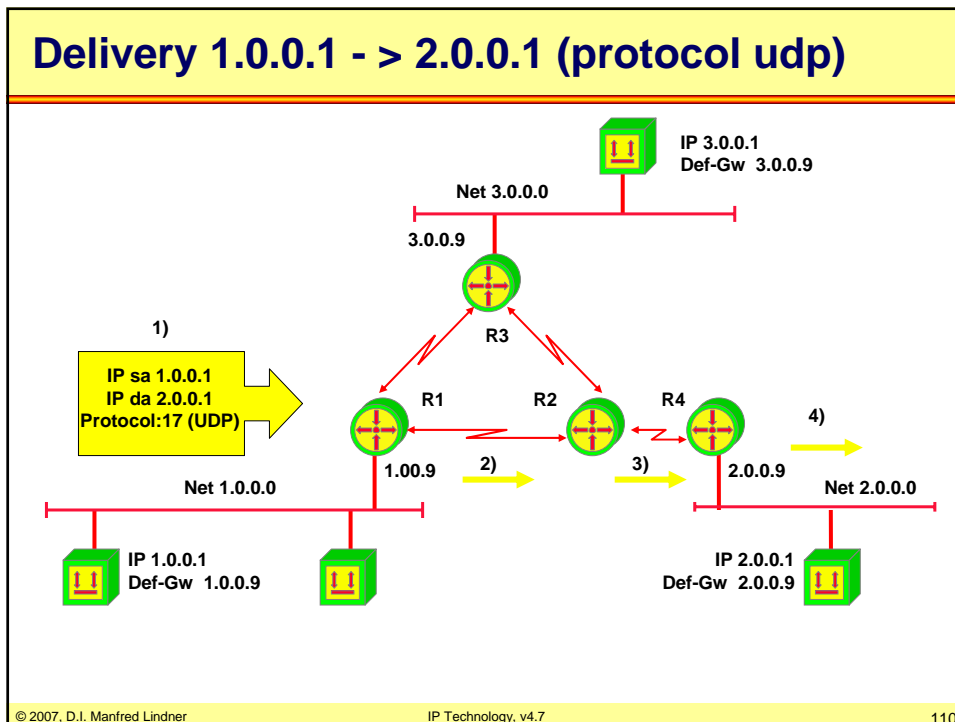 Delivery 1.0.0.1 - > 2.0.0.1 (protocol udp)
IP 3.0.0.1
Def-Gw 3.0.0.9
Net 3.0.0.0
3.0.0.9
R3
1)
IP sa 1.0.0.1
IP da 2.0.0.1
Protocol:17 (UDP)
R1
R2
R4
4)
1.00.9
2)
3)
2.0.0.9
Net 1.0.0.0
Net 2.0.0.0
IP 1.0.0.1
Def-Gw 1.0.0.9
IP 2.0.0.1
Def-Gw 2.0.0.9
© 2007, D.I. Manfred Lindner
IP Technology, v4.7
110